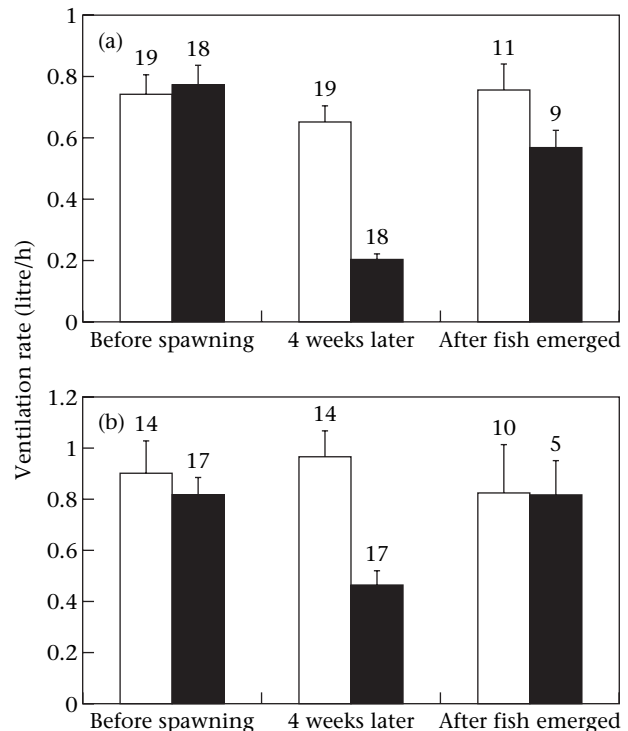 Ventilation rate (litre/h)
1
0.8
0.6
0.4
0.2
0
(a)
19
18
19
18
11
9
Before spawning
4 weeks later
After fish emerged
1.2
1
0.8
0.6
0.4
0.2
0
(b)
14
17
14
17
10
5
Before spawning
4 weeks later
After fish emerged